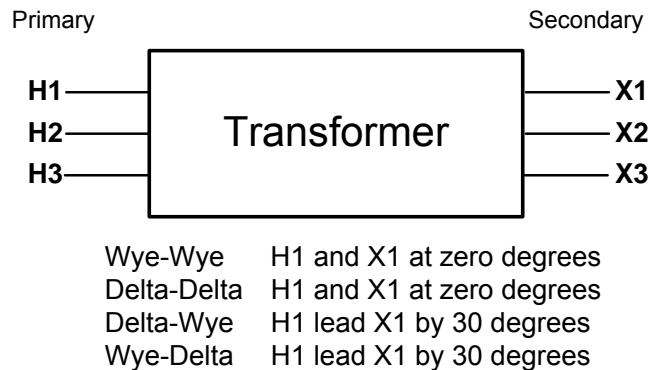 Primary Secondary
H1 X1
H2 Transformer X2
H3 X3
Wye-Wye H1 and X1 at zero degrees
Delta-Delta H1 and X1 at zero degrees
Delta-Wye H1 lead X1 by 30 degrees
Wye-Delta H1 lead X1 by 30 degrees